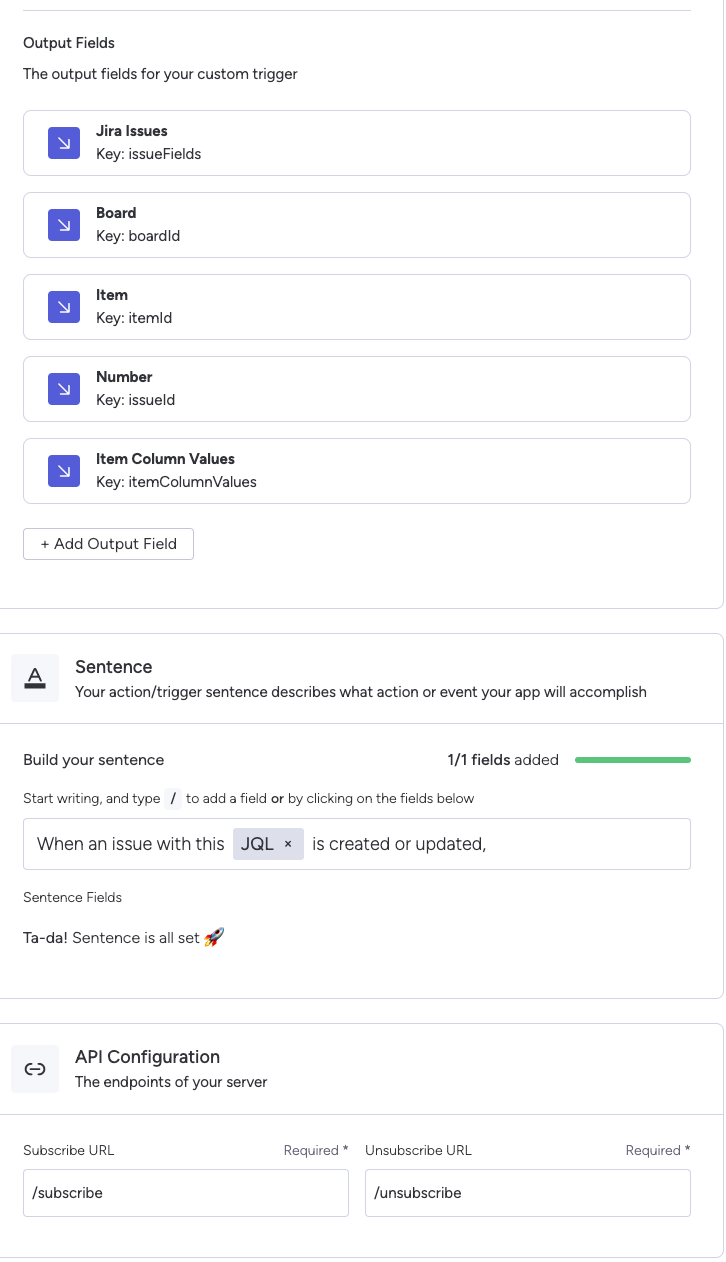 Output Fields
The output fields for your custom trigger
Jira Issues
Key: issueFields
Board
Key: boardId
Item
Key: itemId
Number
Key: issueId
Item Column Values
Key: itemColumnValues
+ Add Output Field
A
Sentence
Your action/trigger sentence describes what action or event your app will accomplish
Build your sentence
1/1 fields added
Start writing, and type / to add a field or by clicking on the fields below
When an issue with this JQL × is created or updated,
Sentence Fields
Ta-da! Sentence is all set 🚀
API Configuration
The endpoints of your server
Subscribe URL Required *
Unsubscribe URL Required *
/subscribe
/unsubscribe